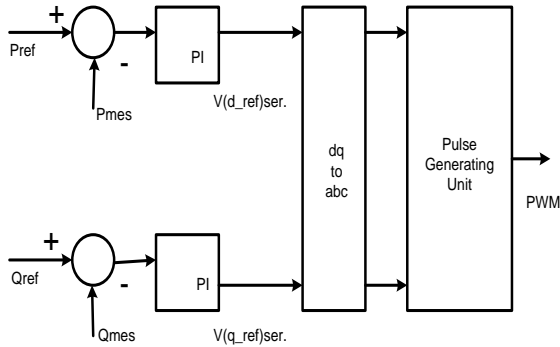 +
Pref
-
Pmes
PI
V(d_ref)ser.
dq
to
abc
Pulse
Generating
Unit
PWM
+
Qref
-
Qmes
PI
V(q_ref)ser.